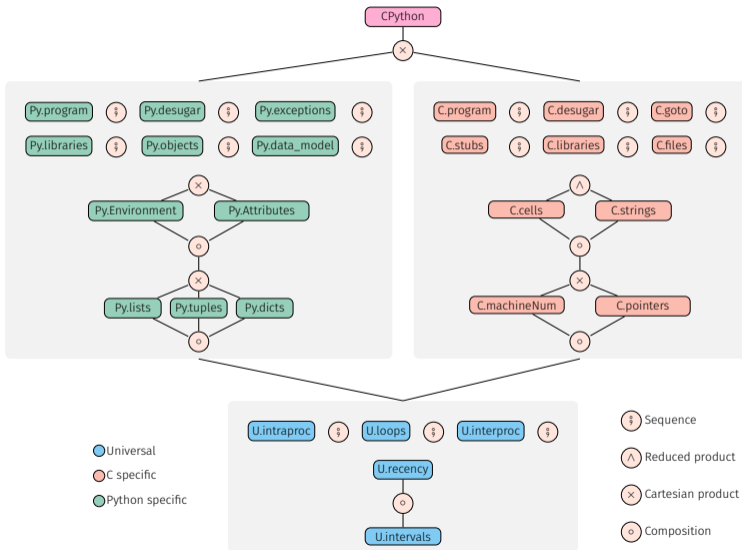 CPython
×
Py.program ; Py.desugar ; Py.exceptions ;
Py.libraries ; Py.objects ; Py.data_model ;
×
Py.Environment Py.Attributes
∘
×
Py.lists Py.tuples Py.dicts
∘
C.program ; C.desugar ; C.goto ;
C.stubs ; C.libraries ; C.files ;
∧
C.cells C.strings
∘
×
C.machineNum C.pointers
∘
U.intraproc ; U.loops ; U.interproc ;
U.recency
∘
U.intervals
Universal
C specific
Python specific
; Sequence
∧ Reduced product
× Cartesian product
∘ Composition